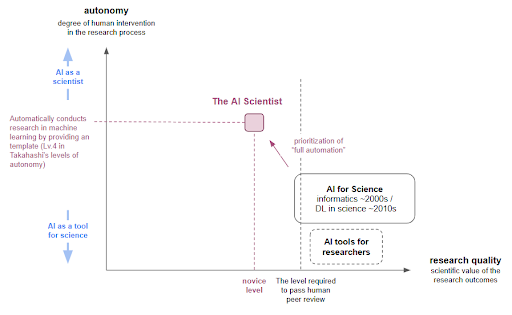 autonomy
degree of human intervention
in the research process
AI as a
scientist
The AI Scientist
Automatically conducts
research in machine
learning by providing an
template (Lv.4 in
Takahashi's levels of
autonomy)
prioritization of
"full automation"
AI for Science
informatics ~2000s /
DL in science ~2010s
AI as a tool
for science
AI tools for
researchers
research quality
scientific value of the
research outcomes
novice
level
The level required
to pass human
peer review